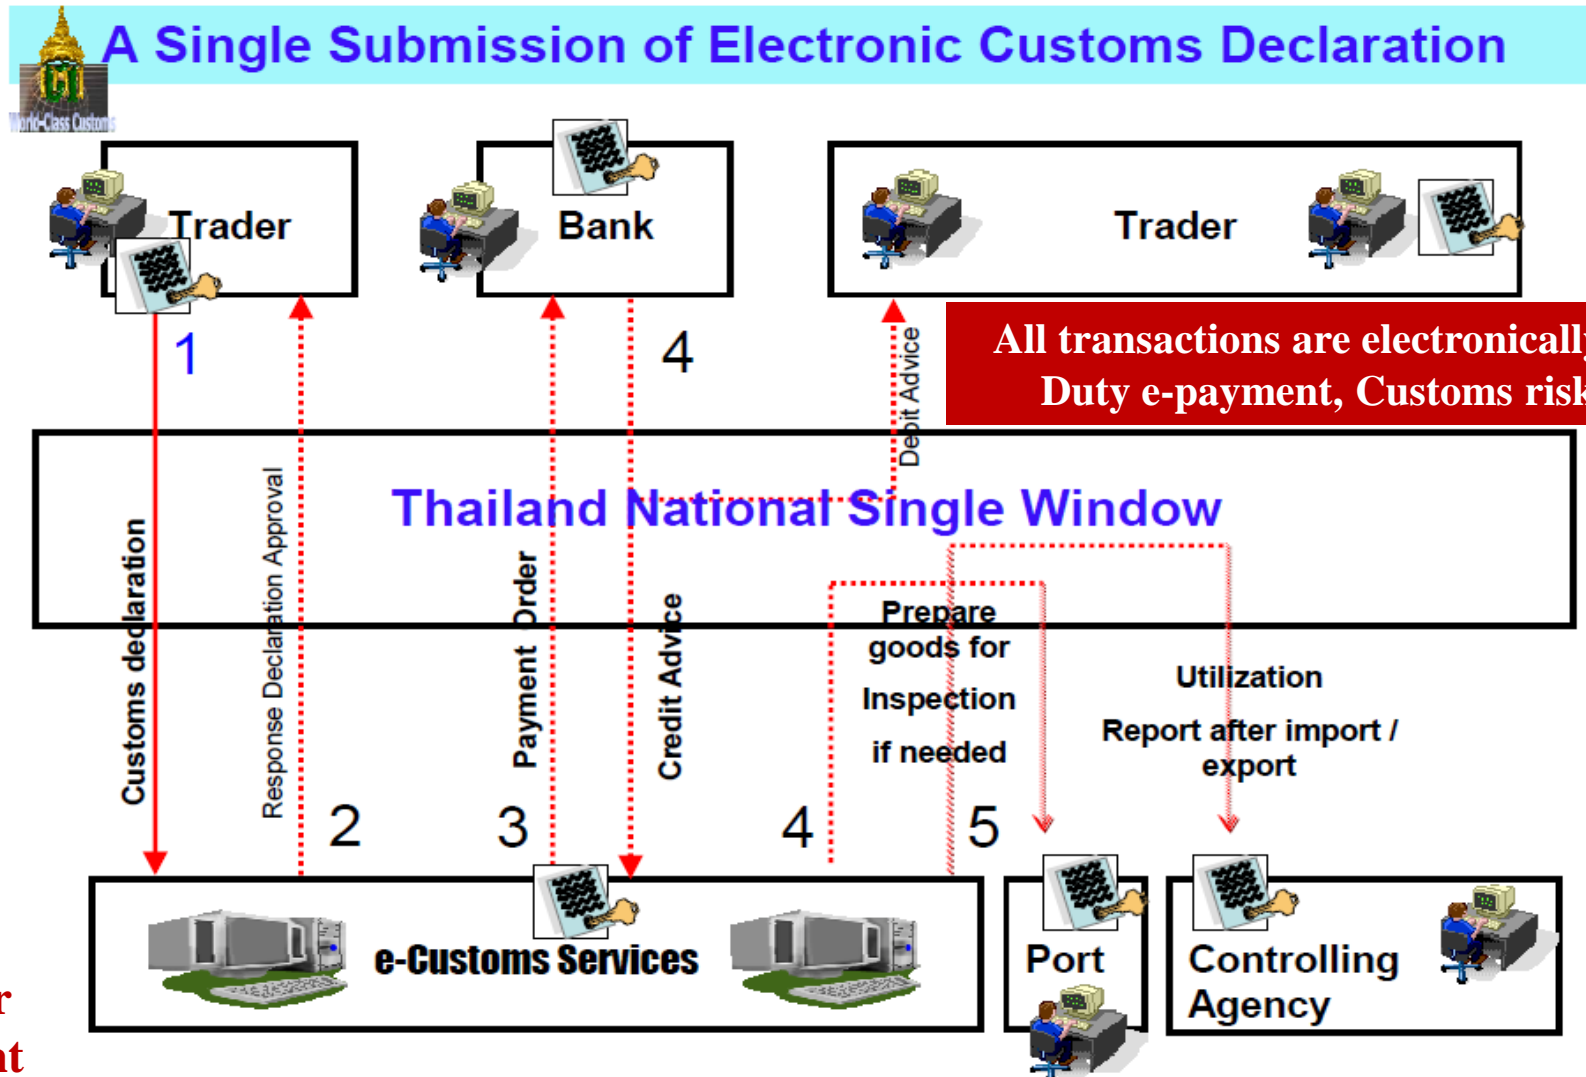 A Single Submission of Electronic Customs Declaration
World-Class Customs
Trader
Bank
Trader
1
4
Debit Advice
All transactions are electronically
Duty e-payment, Customs risk
Thailand National Single Window
Customs declaration
Response Declaration Approval
Payment Order
Credit Advice
Prepare
goods for
Inspection
if needed
Utilization
Report after import /
export
2
3
4
5
e-Customs Services
Port
Controlling
Agency
r
nt